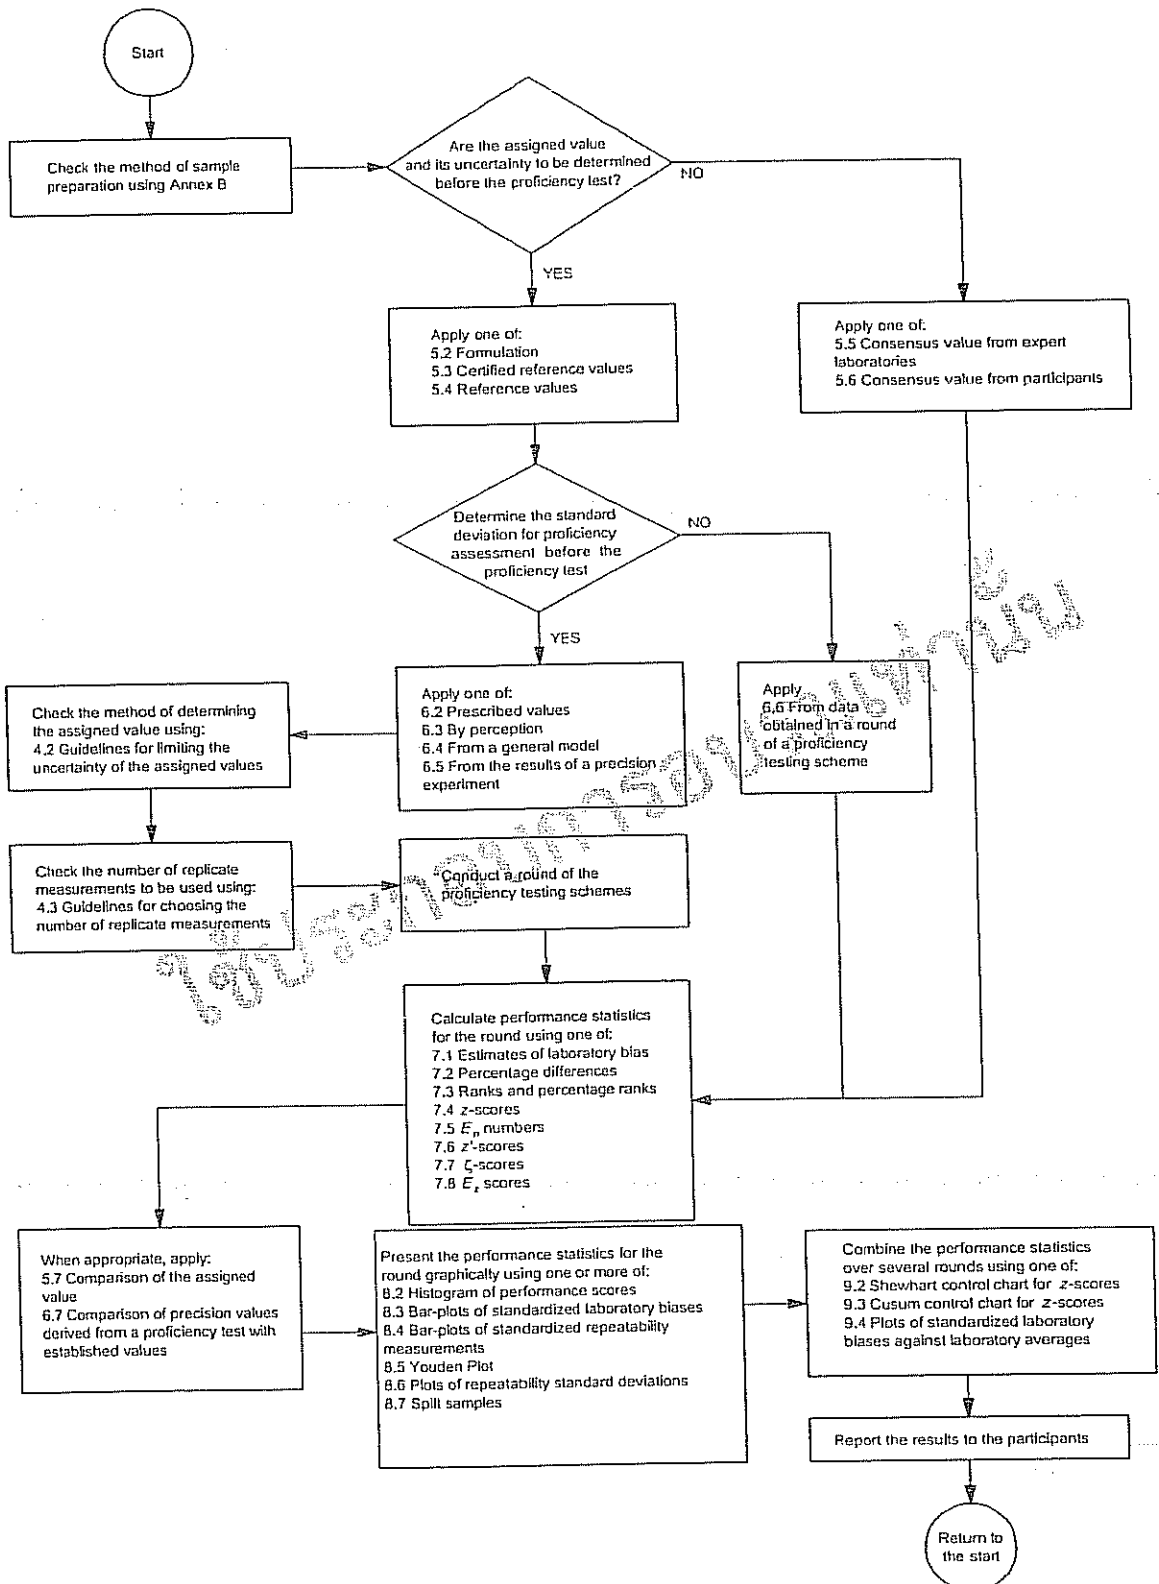 Start
Check the method of sample
preparation using Annex B
Are the assigned value
and its uncertainty to be determined
before the proficiency test?
NO
YES
Apply one of:
5.2 Formulation
5.3 Certified reference values
5.4 Reference values
Apply one of:
5.5 Consensus value from expert
laboratories
5.6 Consensus value from participants
Determine the standard
deviation for proficiency
assessment before the
proficiency test
NO
YES
Check the method of determining
the assigned value using:
4.2 Guidelines for limiting the
uncertainty of the assigned values
Apply one of:
6.2 Prescribed values
6.3 By perception
6.4 From a general model
6.5 From the results of a precision
experiment
Apply
6.6 From data
obtained in a round
of a proficiency
testing scheme
Check the number of replicate
measurements to be used using:
4.3 Guidelines for choosing the
number of replicate measurements
Conduct a round of the
proficiency testing schemes
Calculate performance statistics
for the round using one of:
7.1 Estimates of laboratory bias
7.2 Percentage differences
7.3 Ranks and percentage ranks
7.4 z-scores
7.5 Eₙ numbers
7.6 z'-scores
7.7 ζ-scores
7.8 E_z scores
When appropriate, apply:
5.7 Comparison of the assigned
value
6.7 Comparison of precision values
derived from a proficiency test with
established values
Present the performance statistics for the
round graphically using one or more of:
8.2 Histogram of performance scores
8.3 Bar-plots of standardized laboratory biases
8.4 Bar-plots of standardized repeatability
measurements
8.5 Youden Plot
8.6 Plots of repeatability standard deviations
8.7 Split samples
Combine the performance statistics
over several rounds using one of:
9.2 Shewhart control chart for z-scores
9.3 Cusum control chart for z-scores
9.4 Plots of standardized laboratory
biases against laboratory averages
Report the results to the participants
Return to
the start